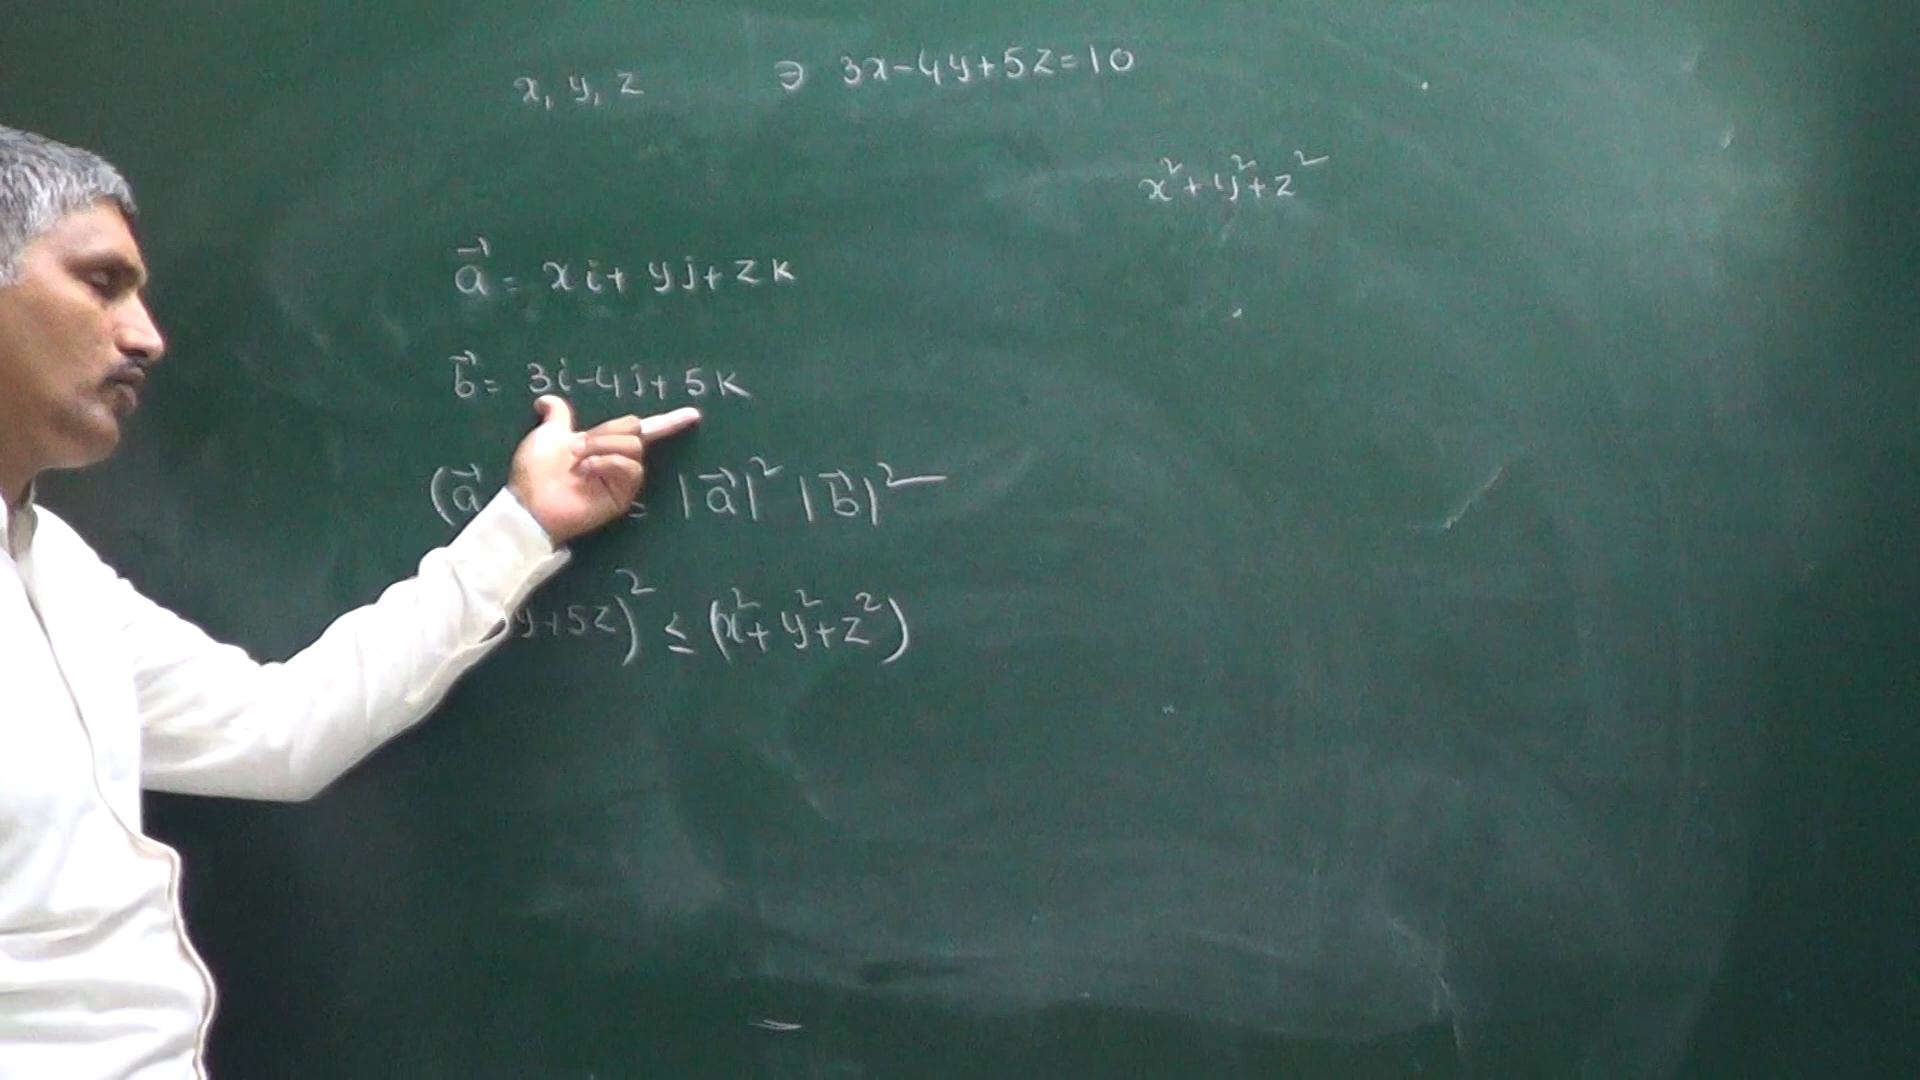 x, y, z ∋ 3x-4y+5z=10
x²+y²+z²
a⃗ = xi+yj+zk
b⃗ = 3i-4j+5k
(a⃗ ≤ |a⃗|² |b⃗|²
y+5z)² ≤ (x²+y²+z²)